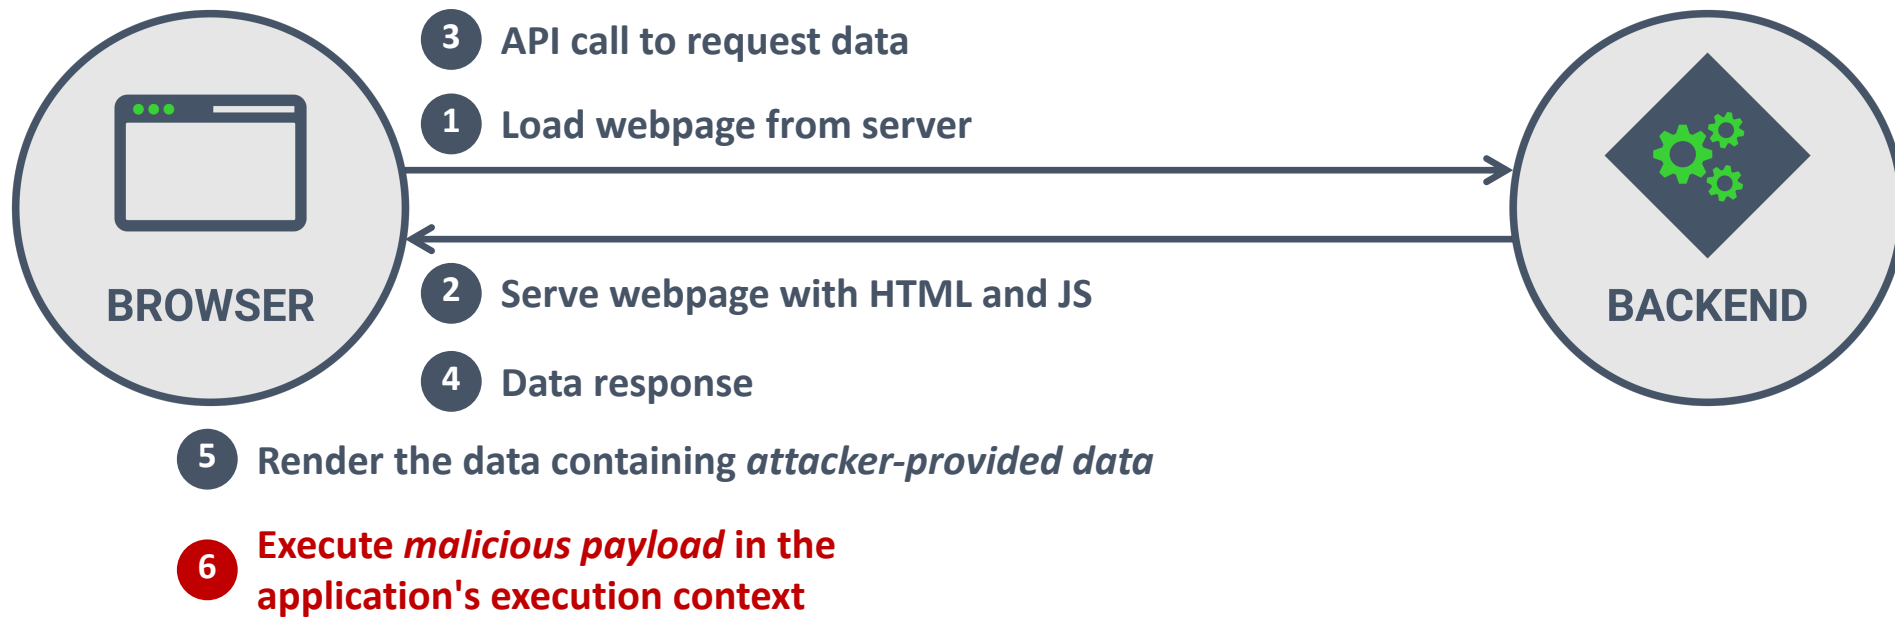 3 API call to request data
1 Load webpage from server
BROWSER
BACKEND
2 Serve webpage with HTML and JS
4 Data response
5 Render the data containing attacker-provided data
6 Execute malicious payload in the
application's execution context